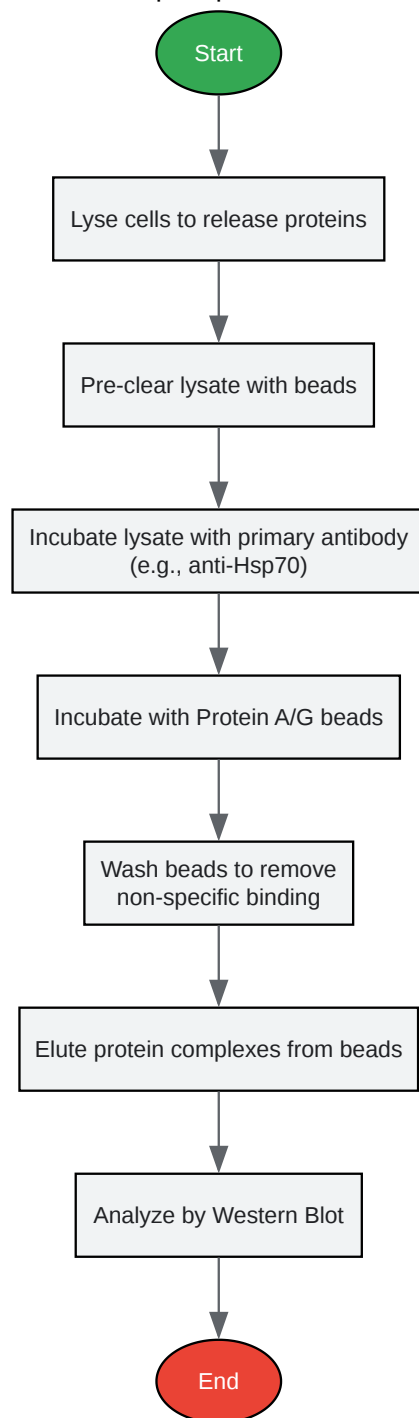 Start
Lyse cells to release proteins
Pre-clear lysate with beads
Incubate lysate with primary antibody
(e.g., anti-Hsp70)
Incubate with Protein A/G beads
Wash beads to remove
non-specific binding
Elute protein complexes from beads
Analyze by Western Blot
End